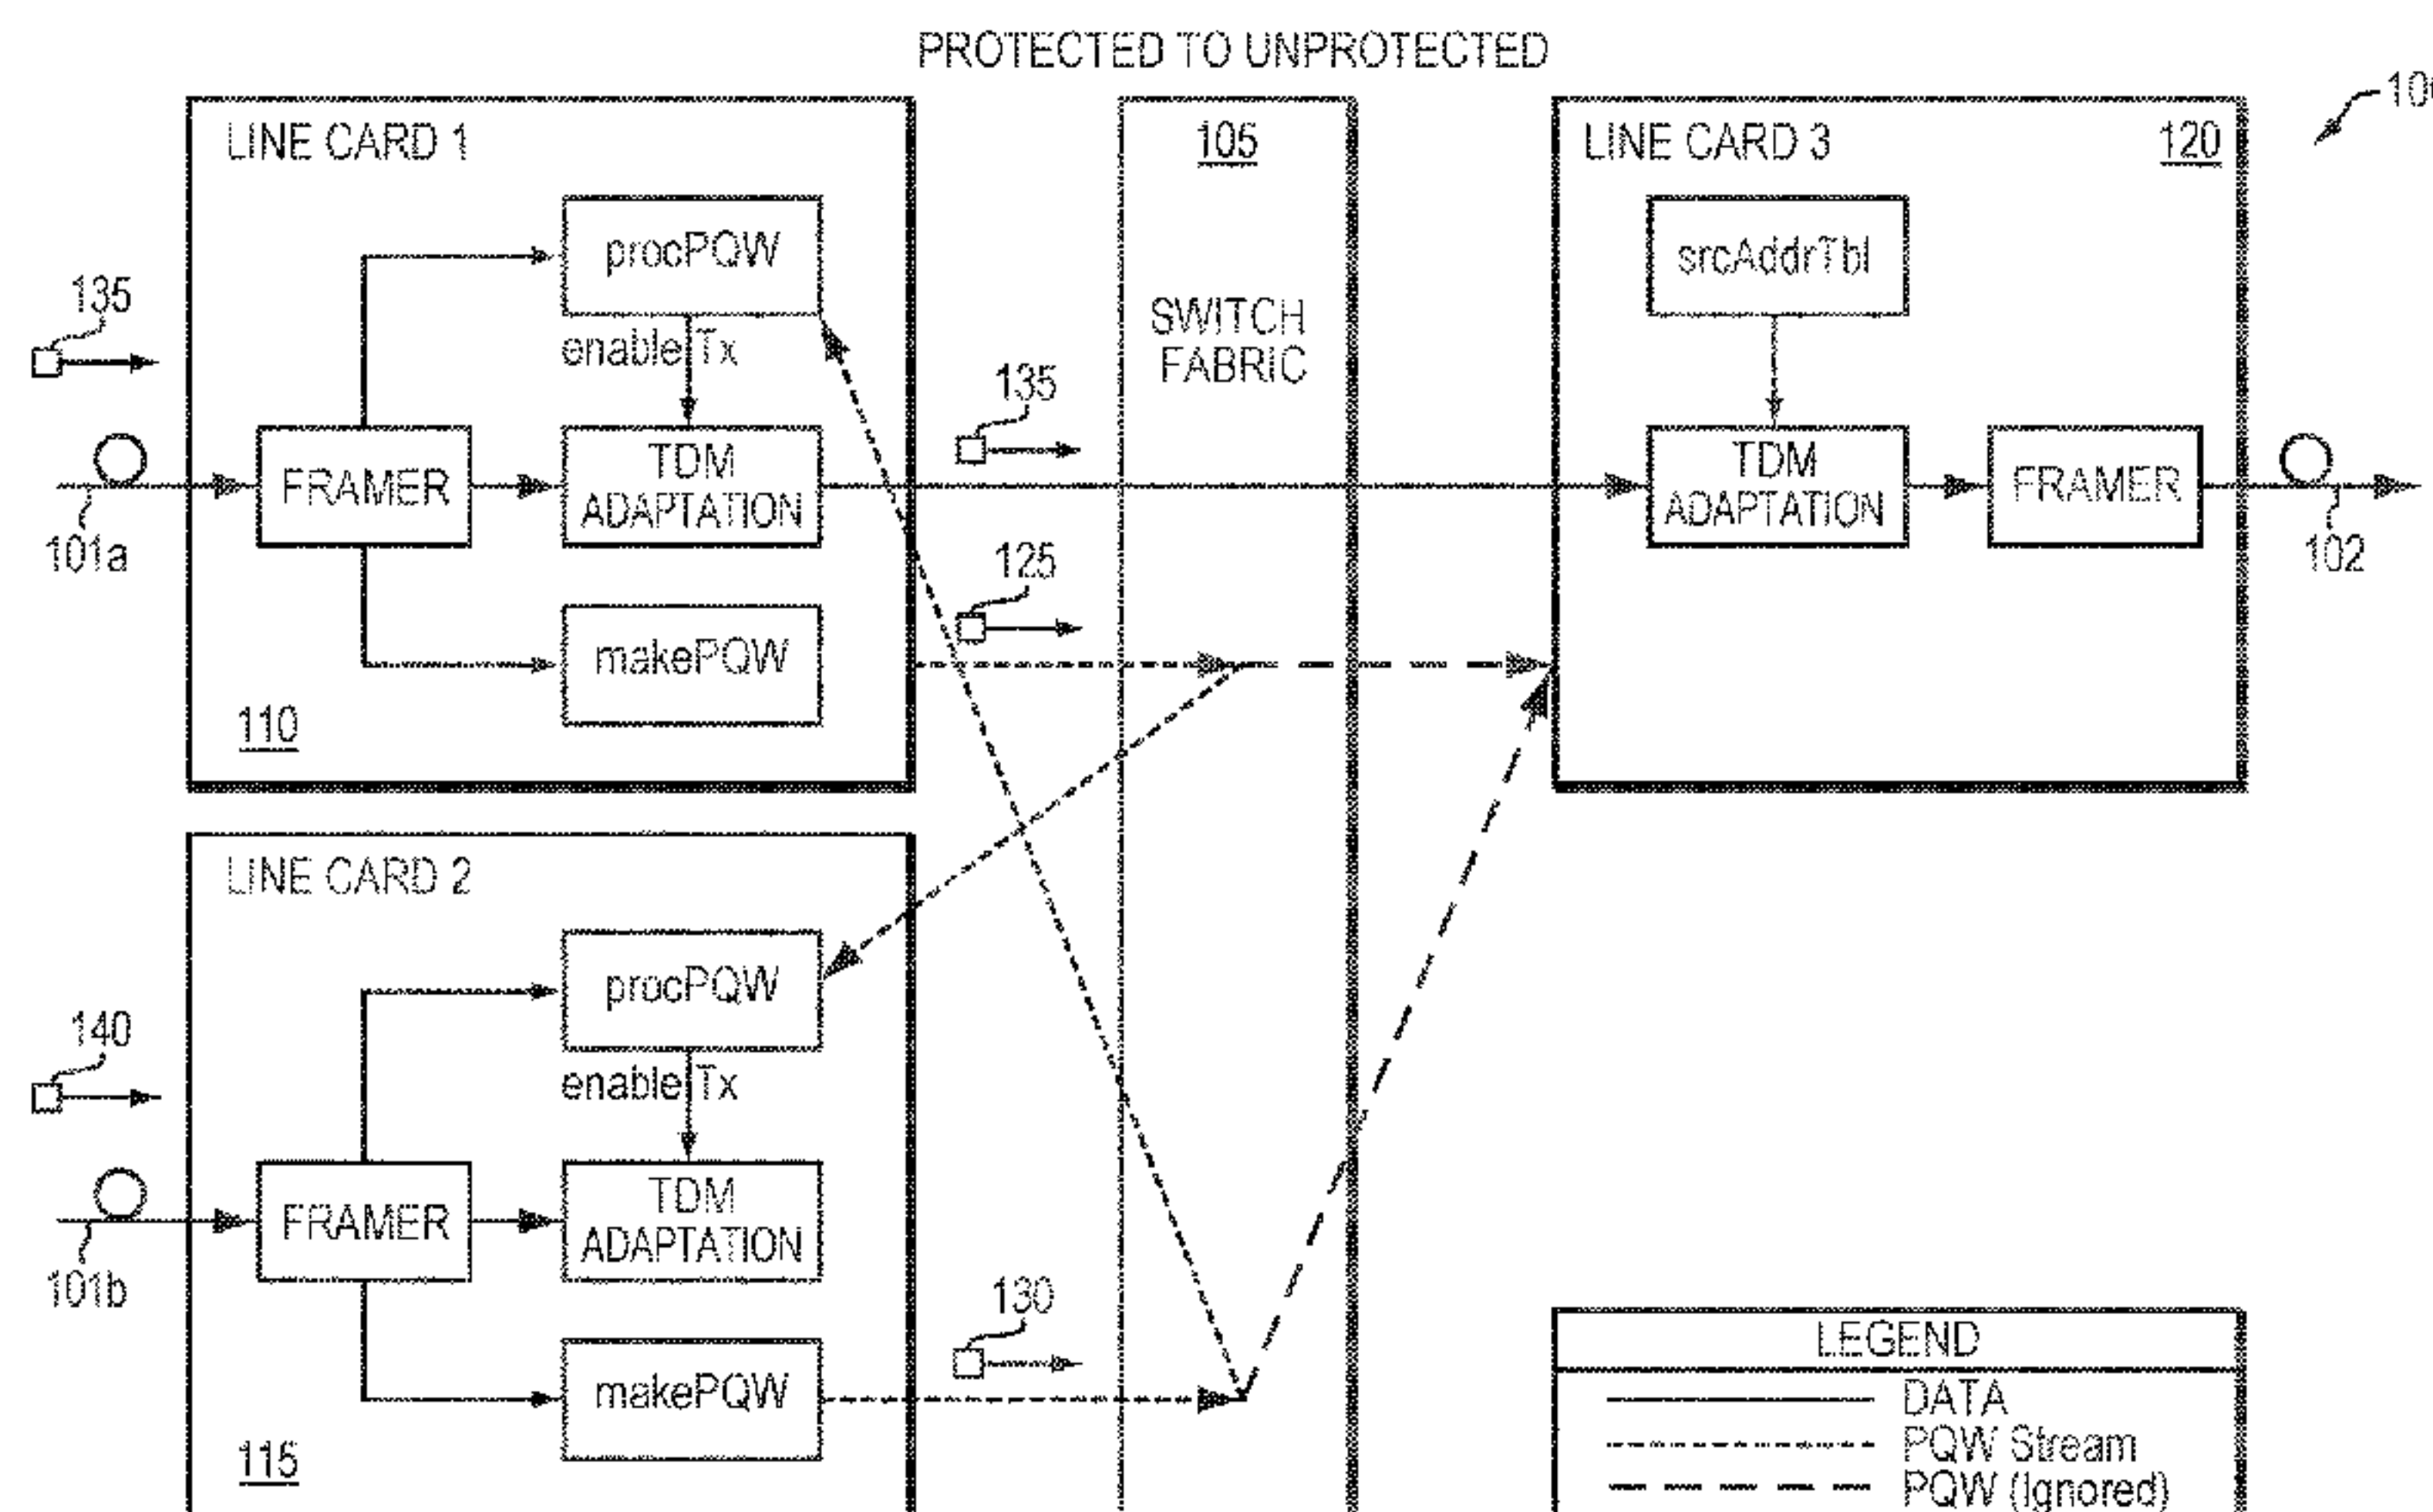 PROTECTED TO UNPROTECTED
LINE CARD 1
procPQW
enable Tx
135
FRAMER
TDM
ADAPTATION
101a
makePQW
110
135
125
105
SWITCH
FABRIC
LINE CARD 3
120
srcAddrTbl
TDM
ADAPTATION
FRAMER
102
LINE CARD 2
procPQW
enable Tx
140
FRAMER
TDM
ADAPTATION
101b
makePQW
115
130
LEGEND
DATA
PQW Stream
PQW (Ignored)